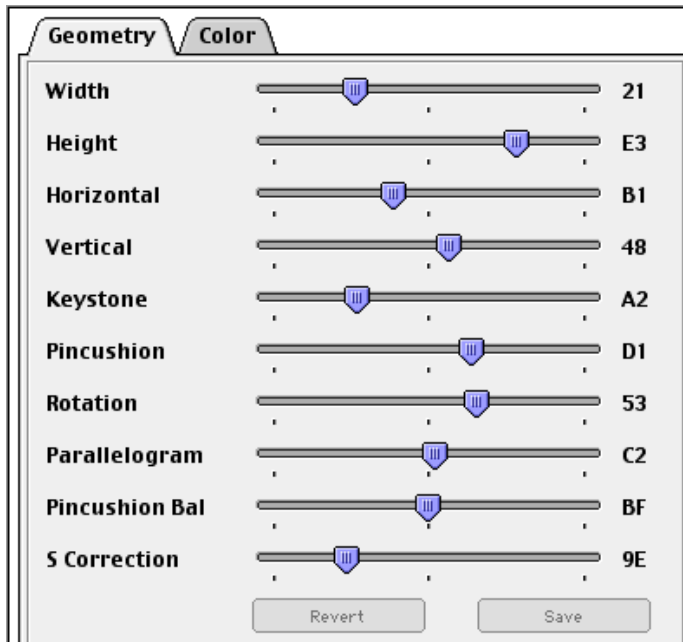 Geometry Color
Width 21
Height E3
Horizontal B1
Vertical 48
Keystone A2
Pincushion D1
Rotation 53
Parallelogram C2
Pincushion Bal BF
S Correction 9E
Revert Save